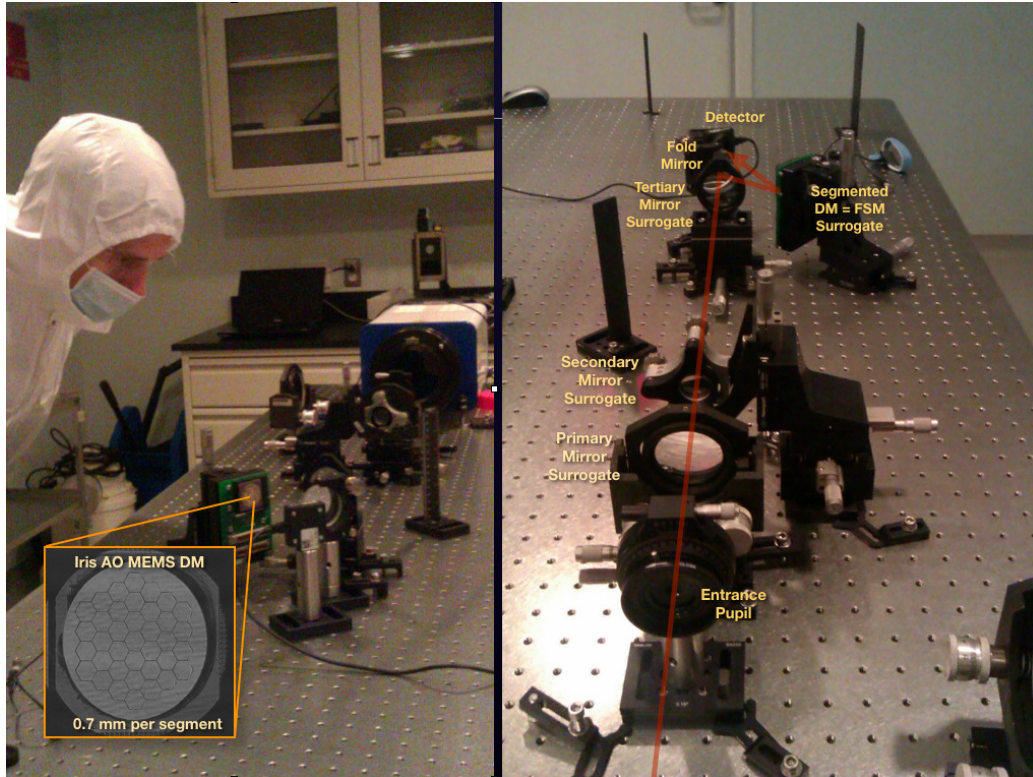 Iris AO MEMS DM
0.7 mm per segment
Detector
Fold
Mirror
Tertiary
Mirror
Surrogate
Segmented
DM = FSM
Surrogate
Secondary
Mirror
Surrogate
Primary
Mirror
Surrogate
Entrance
Pupil